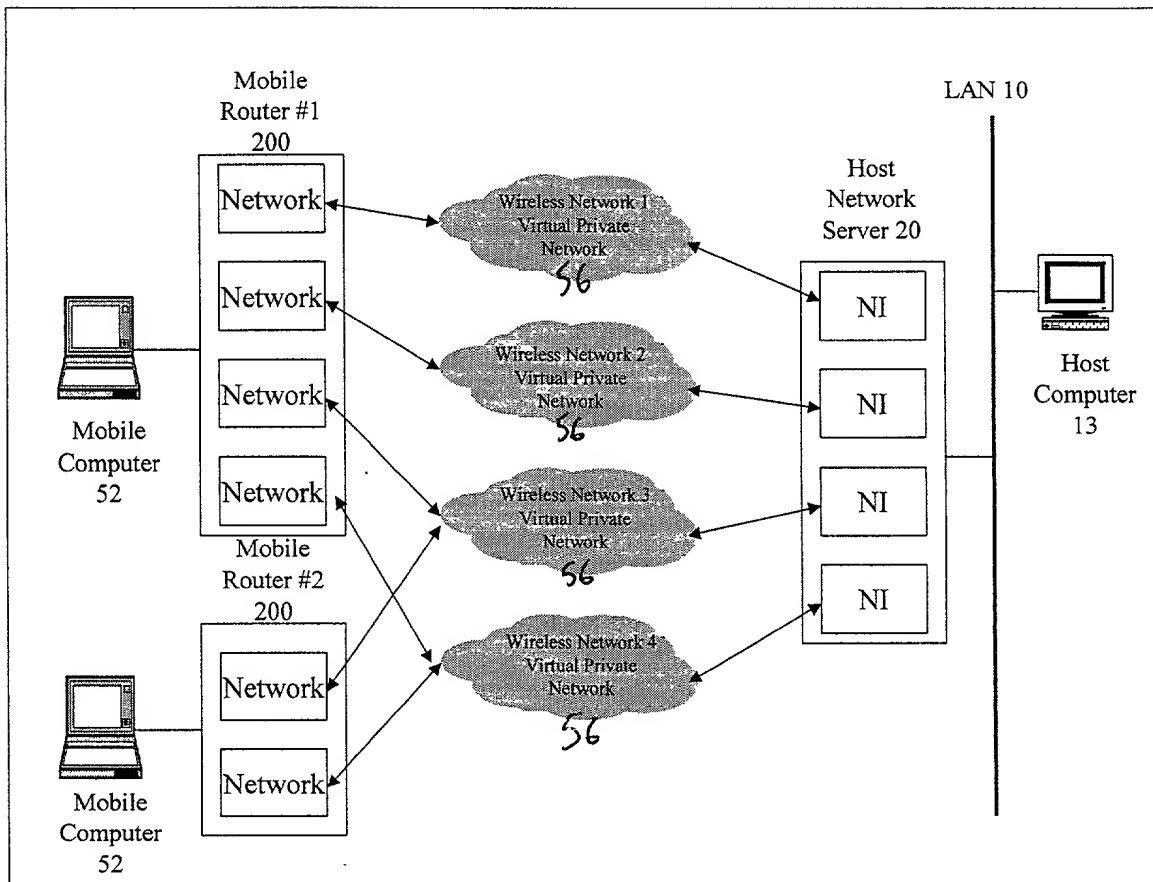 Mobile
Router #1
200
Network
Network
Network
Network
Mobile
Computer
52
Mobile
Router #2
200
Network
Network
Mobile
Computer
52
Wireless Network 1
Virtual Private
Network
56
Wireless Network 2
Virtual Private
Network
56
Wireless Network 3
Virtual Private
Network
56
Wireless Network 4
Virtual Private
Network
56
Host
Network
Server 20
NI
NI
NI
NI
LAN 10
Host
Computer
13